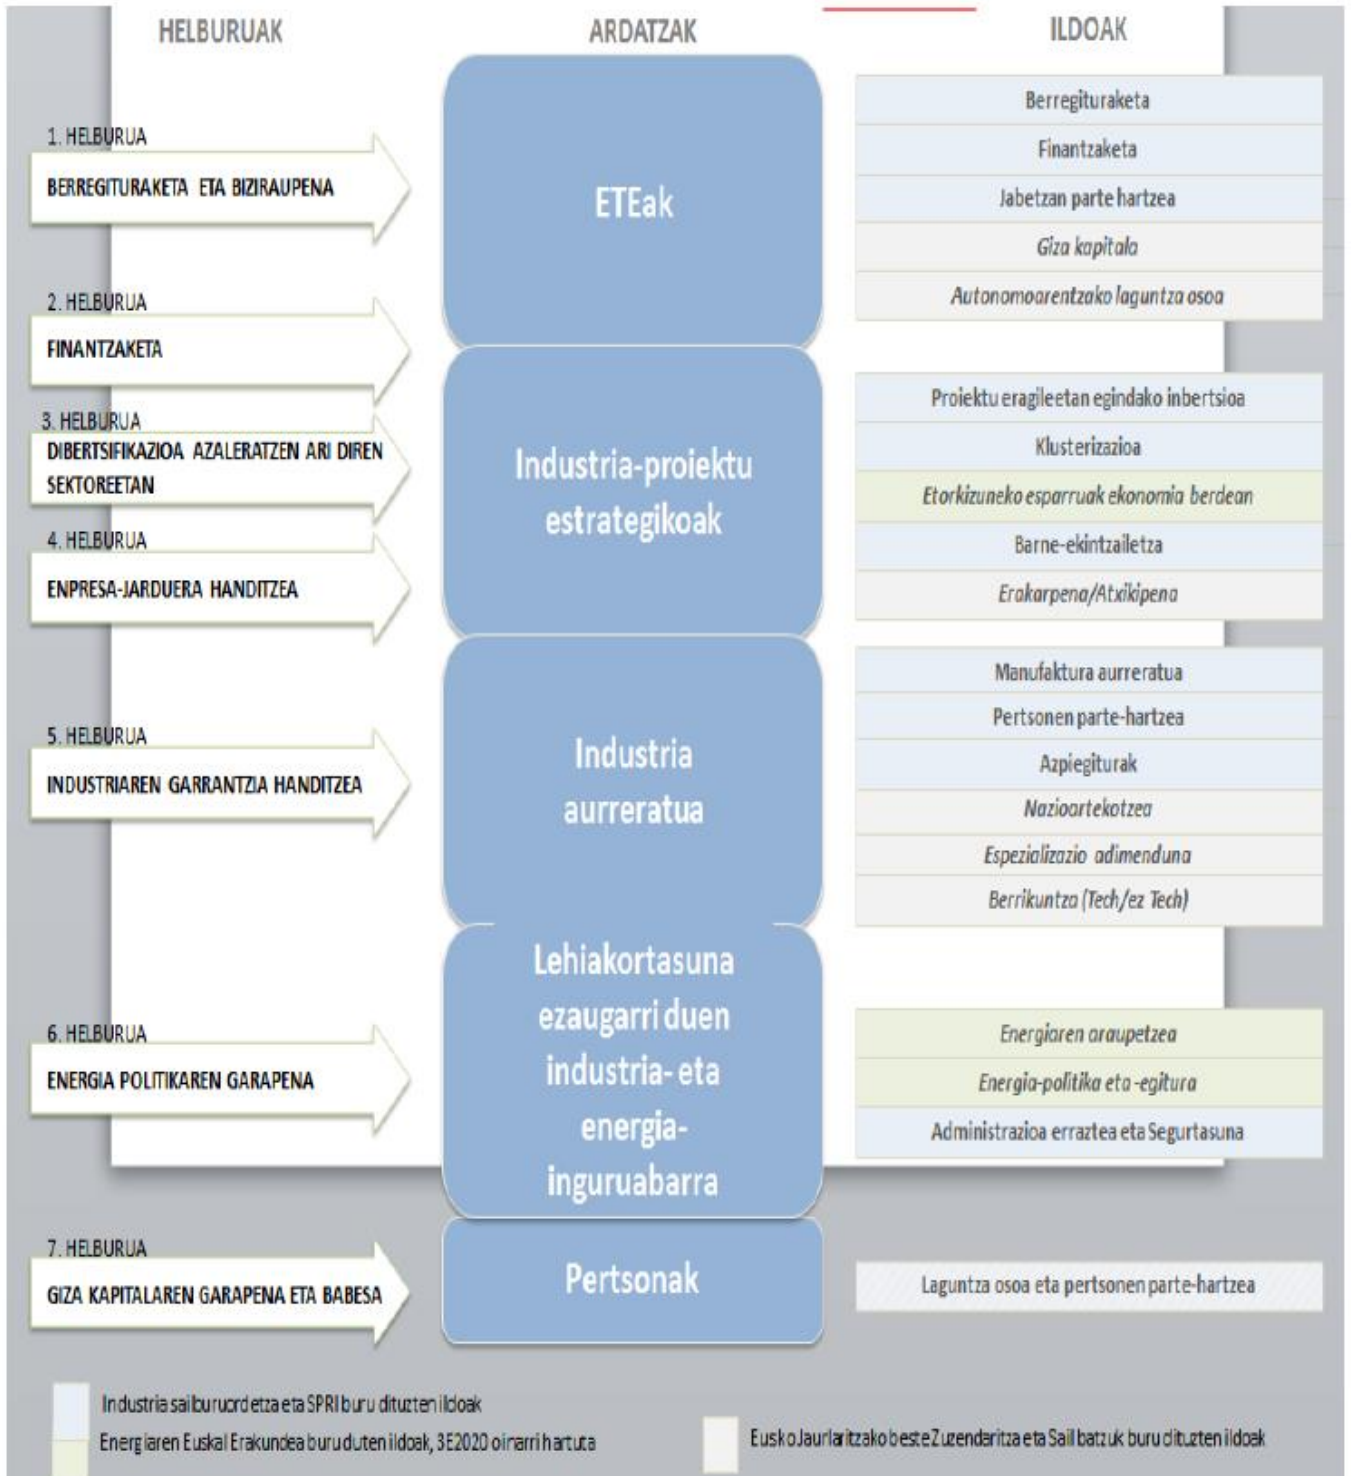 HELBURUAK
ARDATZAK
ILDOAK
1. HELBURUA
BERREGITURAKETA ETA BIZIRAUPENA
2. HELBURUA
FINANTZAKETA
3. HELBURUA
DIBERTSIFIKAZIOA AZALERATZEN ARI DIREN
SEKTOREETAN
4. HELBURUA
ENPRESA-JARDUERA HANDITZEA
5. HELBURUA
INDUSTRIAREN GARRANTZIA HANDITZEA
6. HELBURUA
ENERGIA POLITIKAREN GARAPENA
7. HELBURUA
GIZA KAPITALAREN GARAPENA ETA BABESA
ETEak
Industria-proiektu
estrategikoak
Industria
aurreratua
Lehiakortasuna
ezaugarri duen
industria- eta
energia-
inguruabarra
Pertsonak
Berregituraketa
Finantzaketa
Jabetzan parte hartzea
Giza kapitala
Autonomoarentzako laguntza osoa
Proiektu eragileetan egindako inbertsioa
Klusterizazioa
Etorkizuneko esparruak ekonomia berdean
Barne-ekintzailetza
Erakarpena/Atxikipena
Manufaktura aurreratua
Pertsonen parte-hartzea
Azpiegiturak
Nazioartekotzea
Espezializazio adimenduna
Berrikuntza (Tech/ez Tech)
Energiaren araupetzea
Energia-politika eta -egitura
Administrazioa erraztea eta Segurtasuna
Laguntza osoa eta pertsonen parte-hartzea
Industria sailburuordetza eta SPRI buru dituzten ildoak
Energiaren Euskal Erakundea buru duten ildoak, 3E2020 oinarri hartuta
Eusko Jaurlaritzako beste Zuzendaritza eta Sail batzuk buru dituzten ildoak